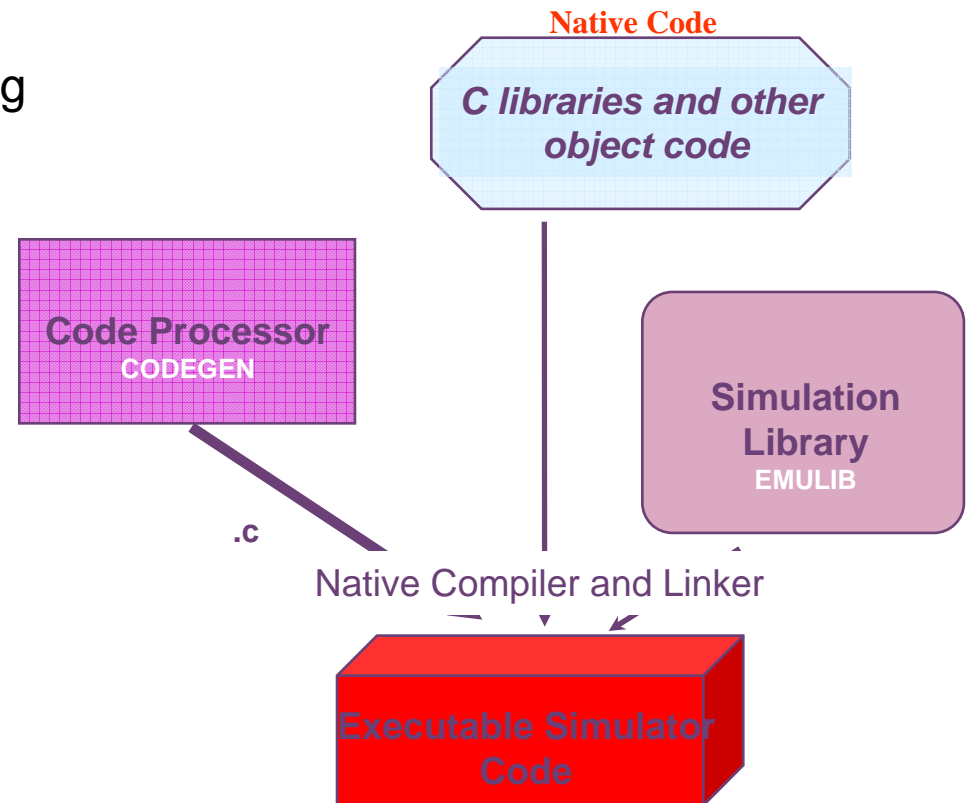 Native Code
g
C libraries and other
object code
Code Processor
CODEGEN
Simulation
Library
EMULIB
.c
Native Compiler and Linker
Executable Simulator
Code